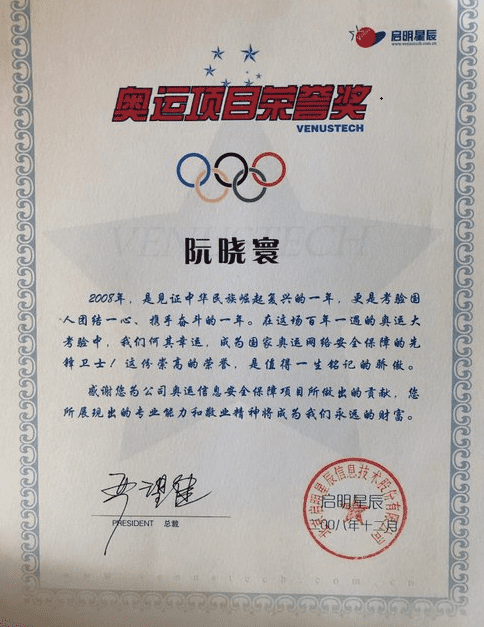 启明星辰
www.venustech.com.cn
奥运项目荣誉奖
VENUSTECH
VENUSTECH
阮晓寰
2008年，是见证中华民族崛起复兴的一年，更是考验国
人团结一心、携手奋斗的一年。在这场百年一遇的奥运大
考验中，我们何其幸运，成为国家奥运网络安全保障的先
锋卫士！这份崇高的荣誉，是值得一生铭记的骄傲。
感谢您为公司奥运信息安全保障项目所做出的贡献，您
所展现出的专业能力和敬业精神将成为我们永远的财富。
严望佳
PRESIDENT 总裁
北京启明星辰信息技术股份有限公司
启明星辰
二00八年十二月
www.venustech.com.cn